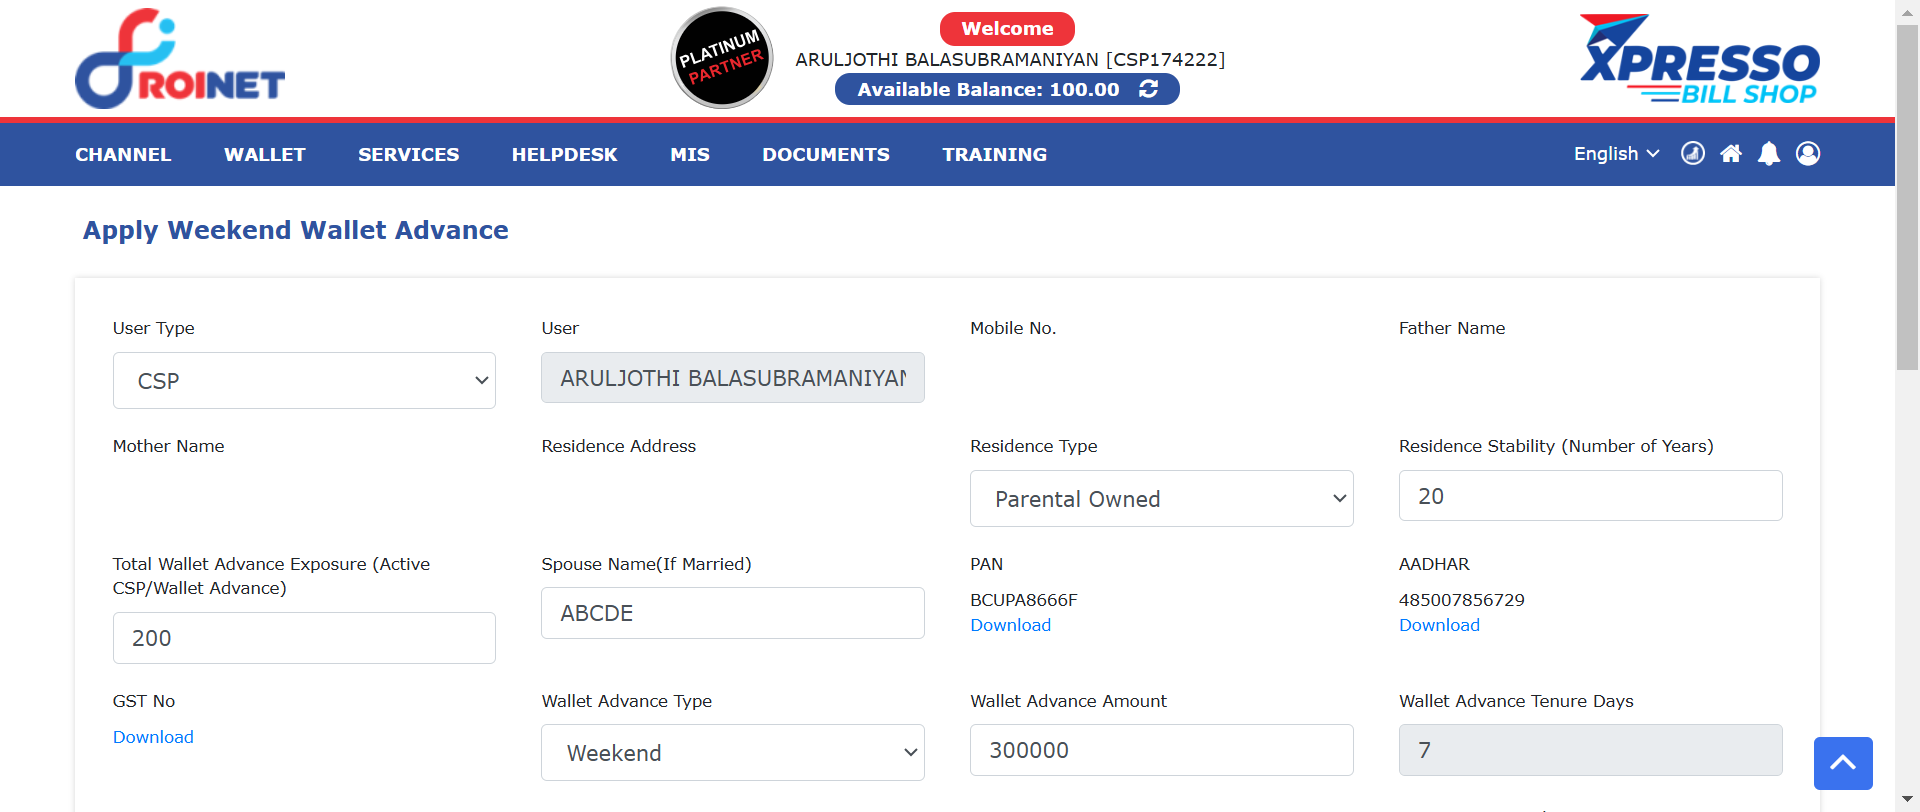 ROINET
PLATINUM
PARTNER
Welcome
ARULJOTHI BALASUBRAMANIYAN [CSP174222]
Available Balance: 100.00
XPRESSO
BILL SHOP
CHANNEL WALLET SERVICES HELPDESK MIS DOCUMENTS TRAINING English
Apply Weekend Wallet Advance
User Type User Mobile No. Father Name
CSP ARULJOTHI BALASUBRAMANIYAN
Mother Name Residence Address Residence Type Residence Stability (Number of Years)
Parental Owned 20
Total Wallet Advance Exposure (Active
CSP/Wallet Advance)
200
Spouse Name(If Married)
ABCDE
PAN
BCUPA8666F
Download
AADHAR
485007856729
Download
GST No
Download
Wallet Advance Type
Weekend
Wallet Advance Amount
300000
Wallet Advance Tenure Days
7